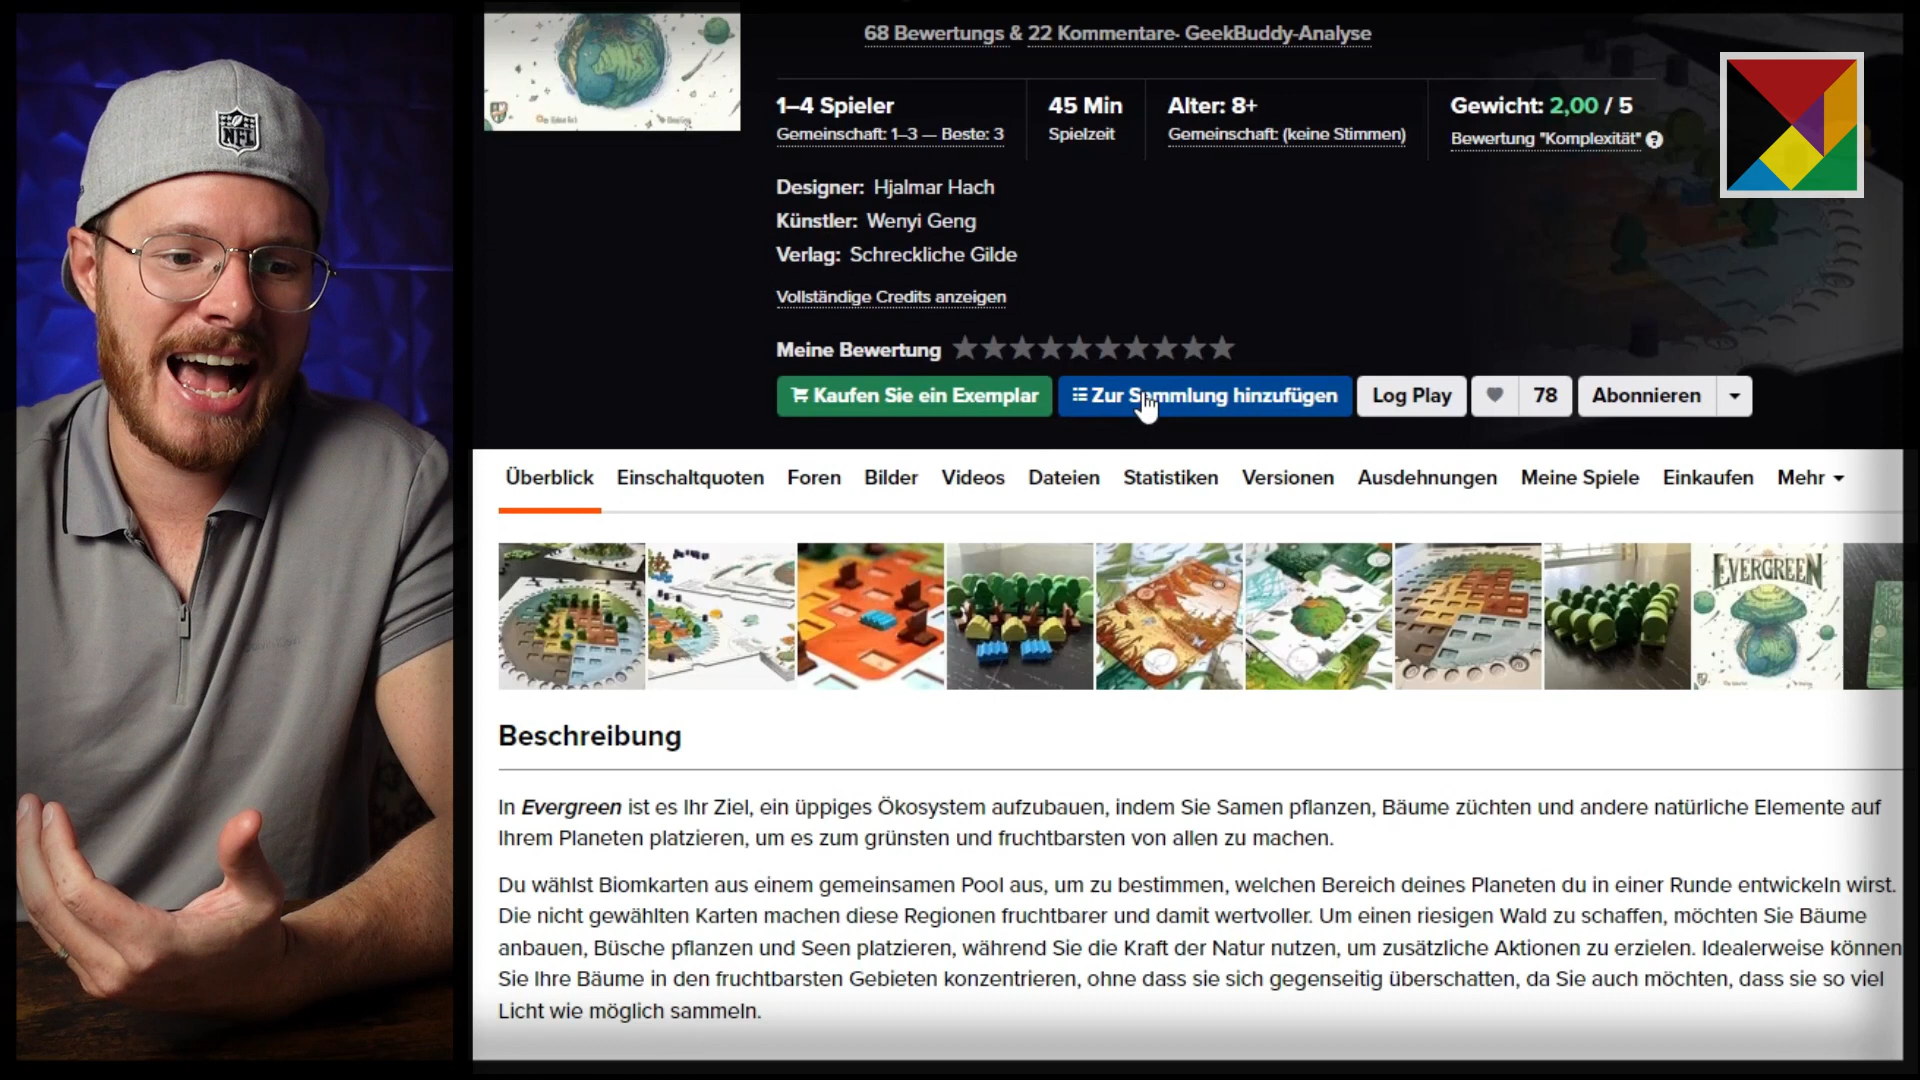 68 Bewertungs & 22 Kommentare- GeekBuddy-Analyse
1–4 Spieler
Gemeinschaft: 1–3 — Beste: 3
45 Min
Spielzeit
Alter: 8+
Gemeinschaft: (keine Stimmen)
Gewicht: 2,00 / 5
Bewertung "Komplexität" ?
NFL
Designer: Hjalmar Hach
Künstler: Wenyi Geng
Verlag: Schreckliche Gilde
Vollständige Credits anzeigen
Meine Bewertung
Kaufen Sie ein Exemplar
Zur Sammlung hinzufügen
Log Play
78
Abonnieren
Überblick Einschaltquoten Foren Bilder Videos Dateien Statistiken Versionen Ausdehnungen Meine Spiele Einkaufen Mehr
EVERGREEN
Beschreibung
In Evergreen ist es Ihr Ziel, ein üppiges Ökosystem aufzubauen, indem Sie Samen pflanzen, Bäume züchten und andere natürliche Elemente auf
Ihrem Planeten platzieren, um es zum grünsten und fruchtbarsten von allen zu machen.
Du wählst Biomkarten aus einem gemeinsamen Pool aus, um zu bestimmen, welchen Bereich deines Planeten du in einer Runde entwickeln wirst.
Die nicht gewählten Karten machen diese Regionen fruchtbarer und damit wertvoller. Um einen riesigen Wald zu schaffen, möchten Sie Bäume
anbauen, Büsche pflanzen und Seen platzieren, während Sie die Kraft der Natur nutzen, um zusätzliche Aktionen zu erzielen. Idealerweise können
Sie Ihre Bäume in den fruchtbarsten Gebieten konzentrieren, ohne dass sie sich gegenseitig überschatten, da Sie auch möchten, dass sie so viel
Licht wie möglich sammeln.